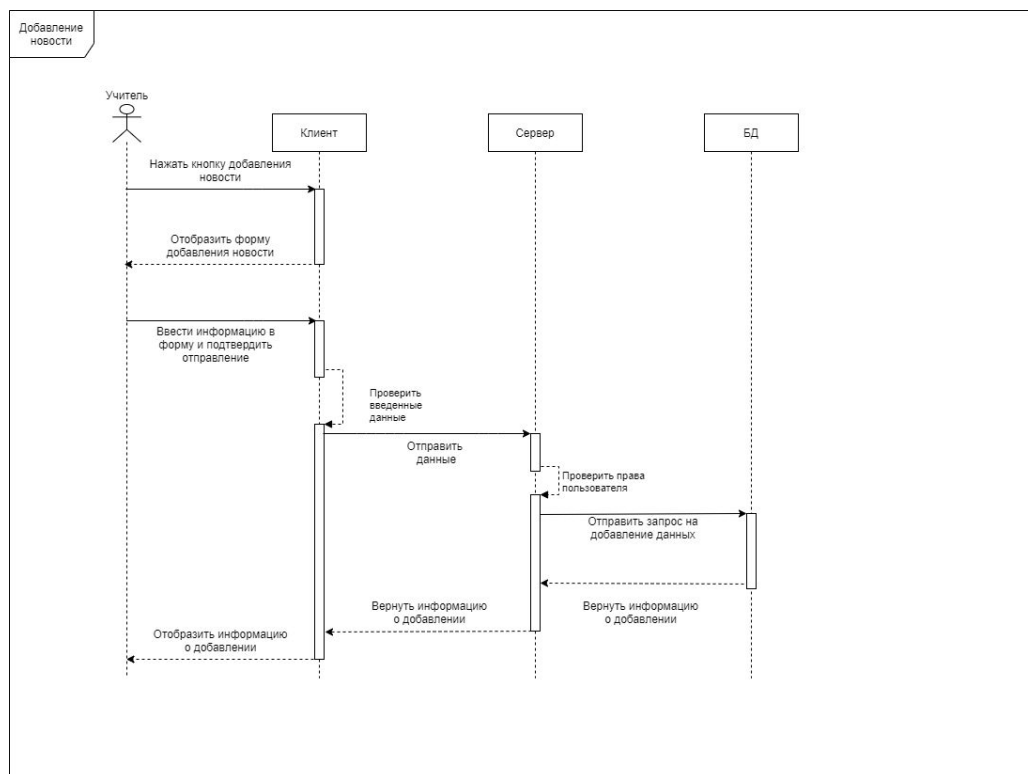 Добавление
новости
Учитель
Клиент
Сервер
БД
Нажать кнопку добавления
новости
Отобразить форму
добавления новости
Ввести информацию в
форму и подтвердить
отправление
Проверить
введенные
данные
Отправить
данные
Проверить права
пользователя
Отправить запрос на
добавление данных
Вернуть информацию
о добавлении
Вернуть информацию
о добавлении
Отобразить информацию
о добавлении